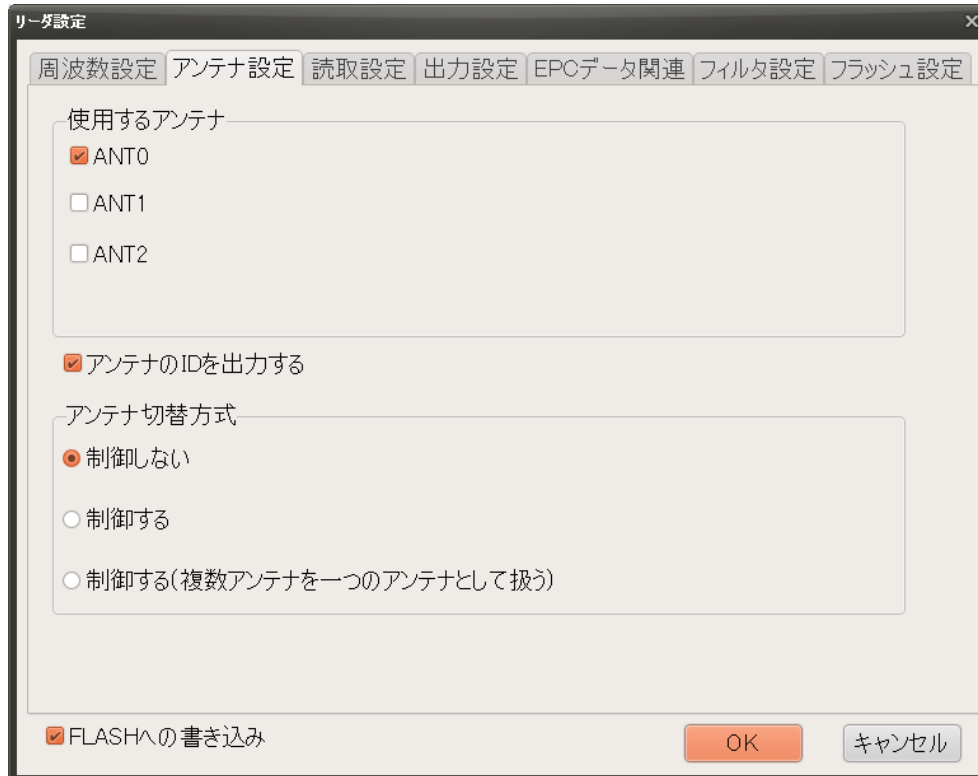 リーダ設定
周波数設定 アンテナ設定 読取設定 出力設定 EPCデータ関連 フィルタ設定 フラッシュ設定
使用するアンテナ
ANT0
ANT1
ANT2
アンテナのIDを出力する
アンテナ切替方式
制御しない
制御する
制御する(複数アンテナを一つのアンテナとして扱う)
FLASHへの書き込み OK キャンセル